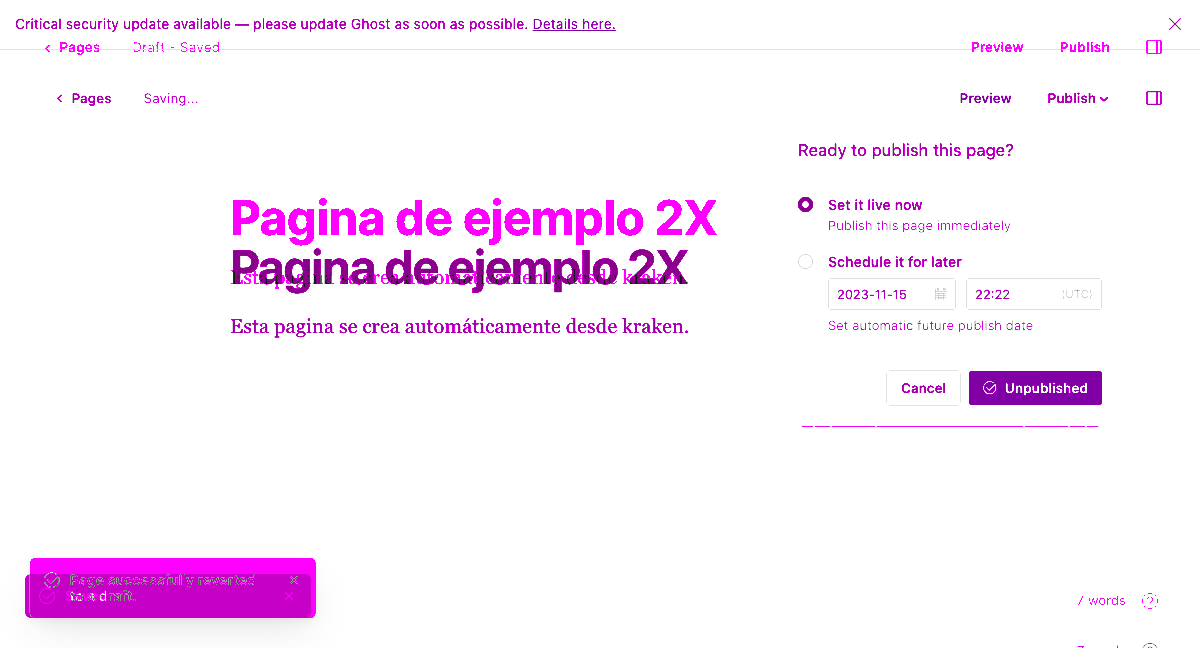 Critical security update available — please update Ghost as soon as possible. Details here.
Pages Draft - Saved Preview Publish
Pages Saving... Preview Publish
Ready to publish this page?
Set it live now
Publish this page immediately
Pagina de ejemplo 2X
Pagina de ejemplo 2X
Esta pagina se crea automáticamente desde kraken.
Schedule it for later
2023-11-15 22:22 (UTC)
Esta pagina se crea automáticamente desde kraken.
Set automatic future publish date
Cancel Unpublished
Page successfully reverted
to a draft.
7 words